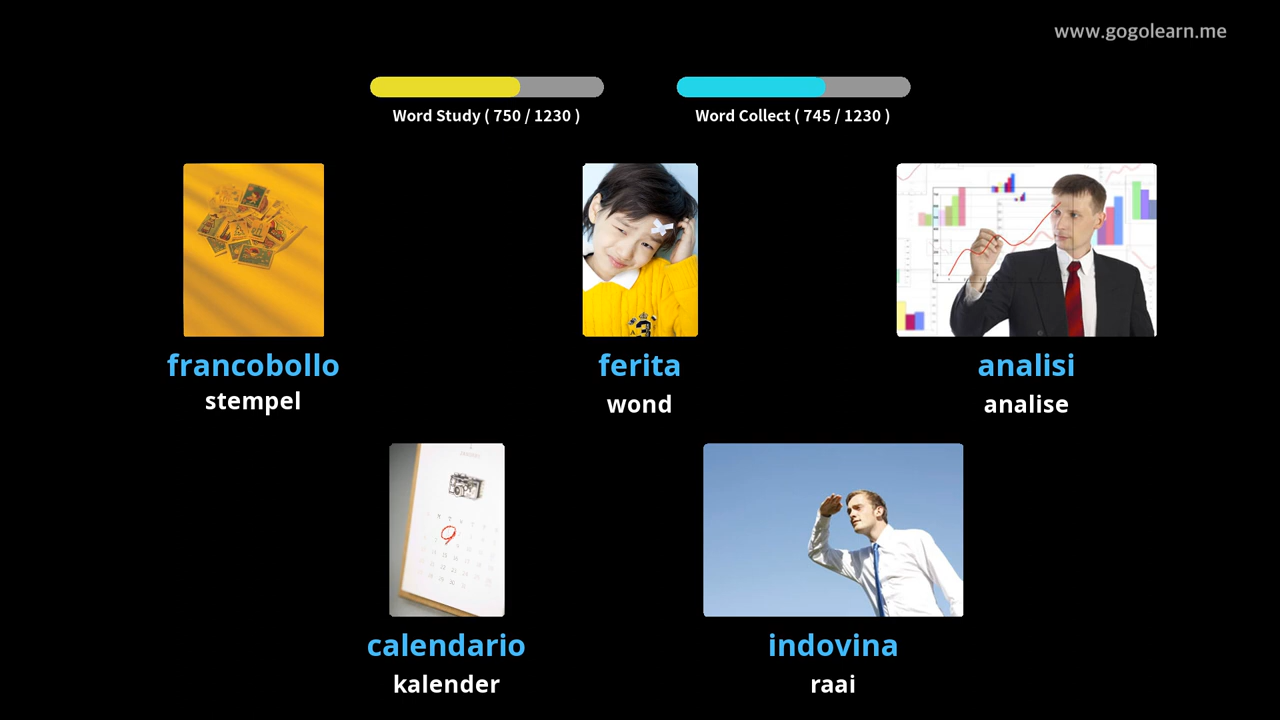 www.gogolearn.me
Word Study ( 750 / 1230 )
Word Collect ( 745 / 1230 )
francobollo
stempel
ferita
wond
analisi
analise
calendario
kalender
indovina
raai